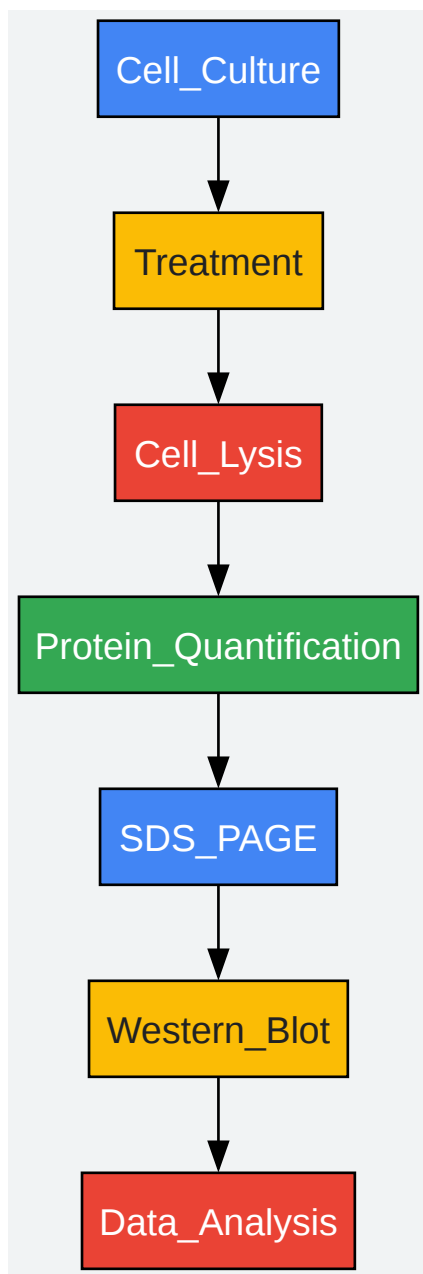 Cell_Culture
Treatment
Cell_Lysis
Protein_Quantification
SDS_PAGE
Western_Blot
Data_Analysis